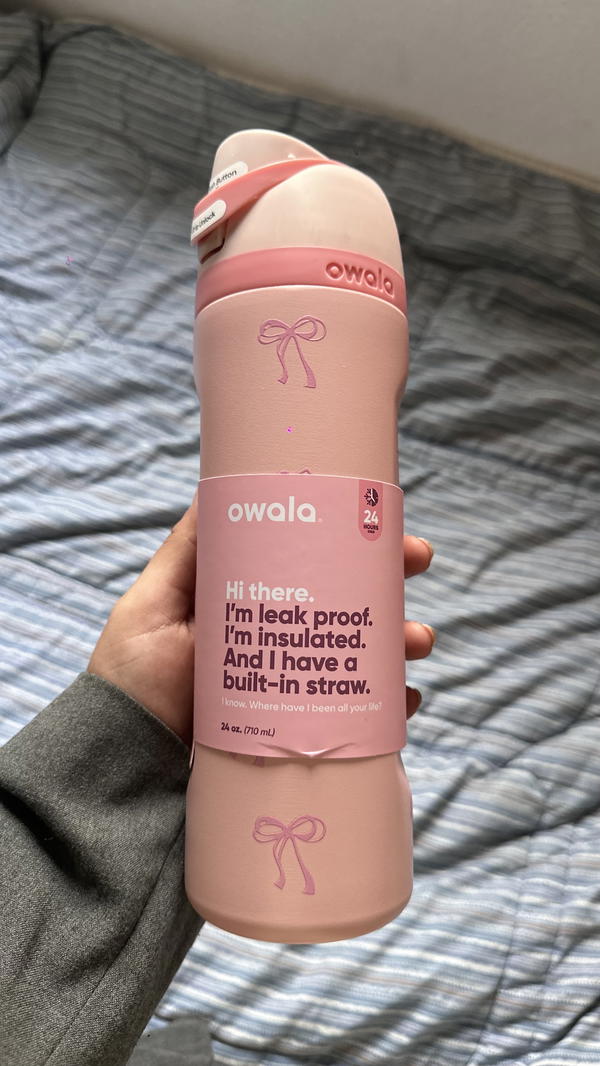 Button
owala
owala
24
HOURS
Hi there.
I'm leak proof.
I'm insulated.
And I have a
built-in straw.
I know. Where have I been all your life?
24 oz. (710 mL)